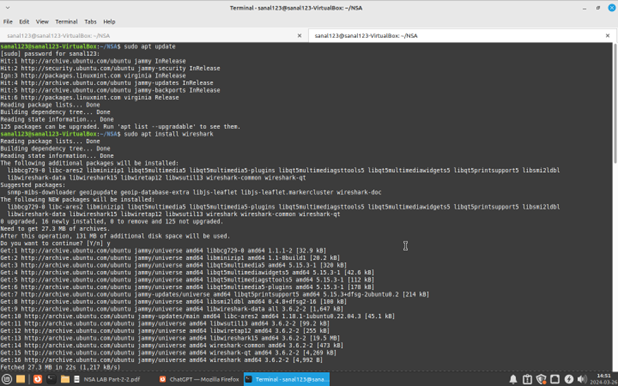 Terminal - sanal123@sanal123-VirtualBox:~/NSA
File Edit View Terminal Tabs Help
sanal123@sanal123-VirtualBox:~/NSA
sanal123@sanal123-VirtualBox:~/NSA
sanal123@sanal123-VirtualBox:~/NSA$ sudo apt update
[sudo] password for sanal123:
Hit:1 http://archive.ubuntu.com/ubuntu jammy InRelease
Hit:2 http://security.ubuntu.com/ubuntu jammy-security InRelease
Ign:3 http://packages.linuxmint.com virginia InRelease
Hit:4 http://archive.ubuntu.com/ubuntu jammy-updates InRelease
Hit:5 http://archive.ubuntu.com/ubuntu jammy-backports InRelease
Hit:6 http://packages.linuxmint.com virginia Release
Reading package lists... Done
Building dependency tree... Done
Reading state information... Done
125 packages can be upgraded. Run 'apt list --upgradable' to see them.
sanal123@sanal123-VirtualBox:~/NSA$ sudo apt install wireshark
Reading package lists... Done
Building dependency tree... Done
Reading state information... Done
The following additional packages will be installed:
libbcg729-0 libc-ares2 libminizip1 libqt5multimedia5 libqt5multimedia5-plugins libqt5multimediagsttools5 libqt5multimediawidgets5 libqt5printsupport5 libsmi2ldbl
libwireshark-data libwireshark15 libwiretap12 libwsutil13 wireshark-common wireshark-qt
Suggested packages:
snmp-mibs-downloader geoipupdate geoip-database-extra libjs-leaflet libjs-leaflet.markercluster wireshark-doc
The following NEW packages will be installed:
libbcg729-0 libc-ares2 libminizip1 libqt5multimedia5 libqt5multimedia5-plugins libqt5multimediagsttools5 libqt5multimediawidgets5 libqt5printsupport5 libsmi2ldbl
libwireshark-data libwireshark15 libwiretap12 libwsutil13 wireshark wireshark-common wireshark-qt
0 upgraded, 16 newly installed, 0 to remove and 125 not upgraded.
Need to get 27.3 MB of archives.
After this operation, 131 MB of additional disk space will be used.
Do you want to continue? [Y/n] y
Get:1 http://archive.ubuntu.com/ubuntu jammy/universe amd64 libbcg729-0 amd64 1.1.1-2 [32.9 kB]
Get:2 http://archive.ubuntu.com/ubuntu jammy/universe amd64 libminizip1 amd64 1.1-8build1 [20.2 kB]
Get:3 http://archive.ubuntu.com/ubuntu jammy/universe amd64 libqt5multimedia5 amd64 5.15.3-1 [320 kB]
Get:4 http://archive.ubuntu.com/ubuntu jammy/universe amd64 libqt5multimediawidgets5 amd64 5.15.3-1 [42.6 kB]
Get:5 http://archive.ubuntu.com/ubuntu jammy/universe amd64 libqt5multimediagsttools5 amd64 5.15.3-1 [112 kB]
Get:6 http://archive.ubuntu.com/ubuntu jammy/universe amd64 libqt5multimedia5-plugins amd64 5.15.3-1 [178 kB]
Get:7 http://archive.ubuntu.com/ubuntu jammy-updates/universe amd64 libqt5printsupport5 amd64 5.15.3+dfsg-2ubuntu0.2 [214 kB]
Get:8 http://archive.ubuntu.com/ubuntu jammy/universe amd64 libsmi2ldbl amd64 0.4.8+dfsg2-16 [100 kB]
Get:9 http://archive.ubuntu.com/ubuntu jammy/universe amd64 libwireshark-data all 3.6.2-2 [1,647 kB]
Get:10 http://archive.ubuntu.com/ubuntu jammy-updates/main amd64 libc-ares2 amd64 1.18.1-1ubuntu0.22.04.3 [45.1 kB]
Get:11 http://archive.ubuntu.com/ubuntu jammy/universe amd64 libwsutil13 amd64 3.6.2-2 [99.2 kB]
Get:12 http://archive.ubuntu.com/ubuntu jammy/universe amd64 libwiretap12 amd64 3.6.2-2 [255 kB]
Get:13 http://archive.ubuntu.com/ubuntu jammy/universe amd64 libwireshark15 amd64 3.6.2-2 [19.5 MB]
Get:14 http://archive.ubuntu.com/ubuntu jammy/universe amd64 wireshark-common amd64 3.6.2-2 [473 kB]
Get:15 http://archive.ubuntu.com/ubuntu jammy/universe amd64 wireshark-qt amd64 3.6.2-2 [4,269 kB]
Get:16 http://archive.ubuntu.com/ubuntu jammy/universe amd64 wireshark amd64 3.6.2-2 [4,992 B]
Fetched 27.3 MB in 22s (1,217 kB/s)
NSA LAB Part-2-2.pdf
ChatGPT — Mozilla Firefox
Terminal - sanal123@sana...
14:51
2024-03-26